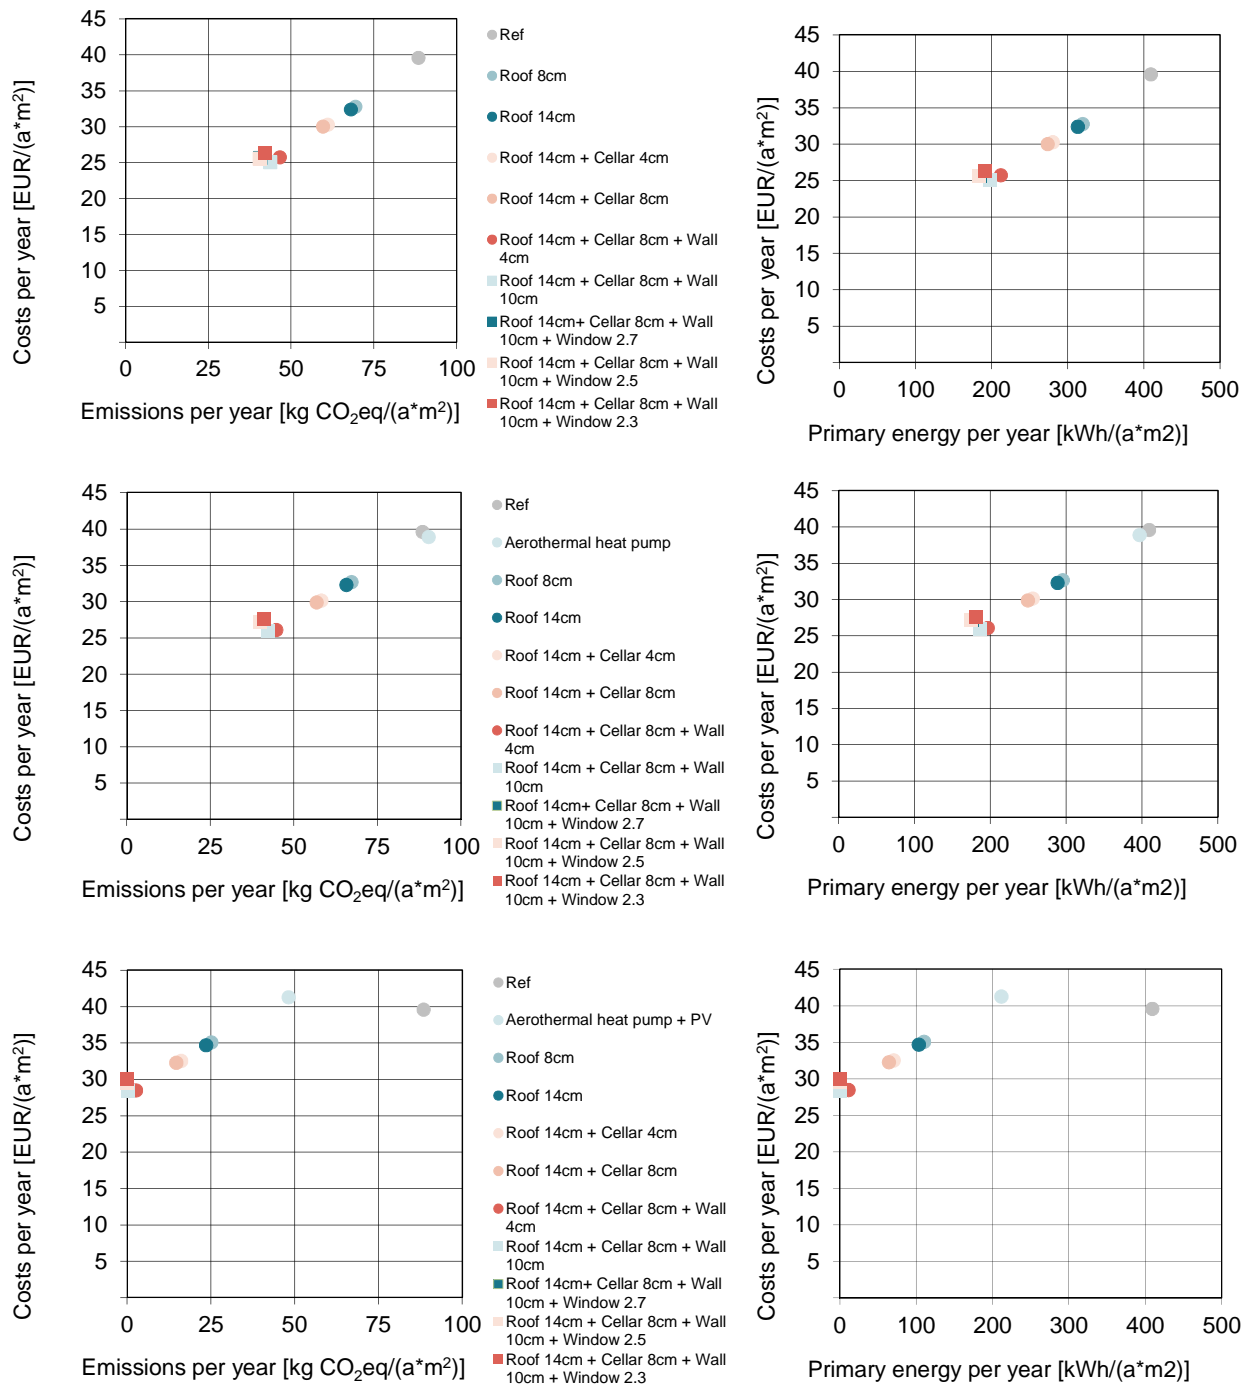 Costs per year [EUR/(a*m²)]
45
40
35
30
25
20
15
10
5
0
25
50
75
100
Emissions per year [kg CO₂eq/(a*m²)]
Ref
Roof 8cm
Roof 14cm
Roof 14cm + Cellar 4cm
Roof 14cm + Cellar 8cm
Roof 14cm + Cellar 8cm + Wall
4cm
Roof 14cm + Cellar 8cm + Wall
10cm
Roof 14cm+ Cellar 8cm + Wall
10cm + Window 2.7
Roof 14cm + Cellar 8cm + Wall
10cm + Window 2.5
Roof 14cm + Cellar 8cm + Wall
10cm + Window 2.3
Costs per year [EUR/(a*m²)]
45
40
35
30
25
20
15
10
5
0
100
200
300
400
500
Primary energy per year [kWh/(a*m2)]
Costs per year [EUR/(a*m²)]
45
40
35
30
25
20
15
10
5
0
25
50
75
100
Emissions per year [kg CO₂eq/(a*m²)]
Ref
Aerothermal heat pump
Roof 8cm
Roof 14cm
Roof 14cm + Cellar 4cm
Roof 14cm + Cellar 8cm
Roof 14cm + Cellar 8cm + Wall
4cm
Roof 14cm + Cellar 8cm + Wall
10cm
Roof 14cm+ Cellar 8cm + Wall
10cm + Window 2.7
Roof 14cm + Cellar 8cm + Wall
10cm + Window 2.5
Roof 14cm + Cellar 8cm + Wall
10cm + Window 2.3
Costs per year [EUR/(a*m²)]
45
40
35
30
25
20
15
10
5
0
100
200
300
400
500
Primary energy per year [kWh/(a*m2)]
Costs per year [EUR/(a*m²)]
45
40
35
30
25
20
15
10
5
0
25
50
75
100
Emissions per year [kg CO₂eq/(a*m²)]
Ref
Aerothermal heat pump + PV
Roof 8cm
Roof 14cm
Roof 14cm + Cellar 4cm
Roof 14cm + Cellar 8cm
Roof 14cm + Cellar 8cm + Wall
4cm
Roof 14cm + Cellar 8cm + Wall
10cm
Roof 14cm+ Cellar 8cm + Wall
10cm + Window 2.7
Roof 14cm + Cellar 8cm + Wall
10cm + Window 2.5
Roof 14cm + Cellar 8cm + Wall
10cm + Window 2.3
Costs per year [EUR/(a*m²)]
45
40
35
30
25
20
15
10
5
0
100
200
300
400
500
Primary energy per year [kWh/(a*m2)]